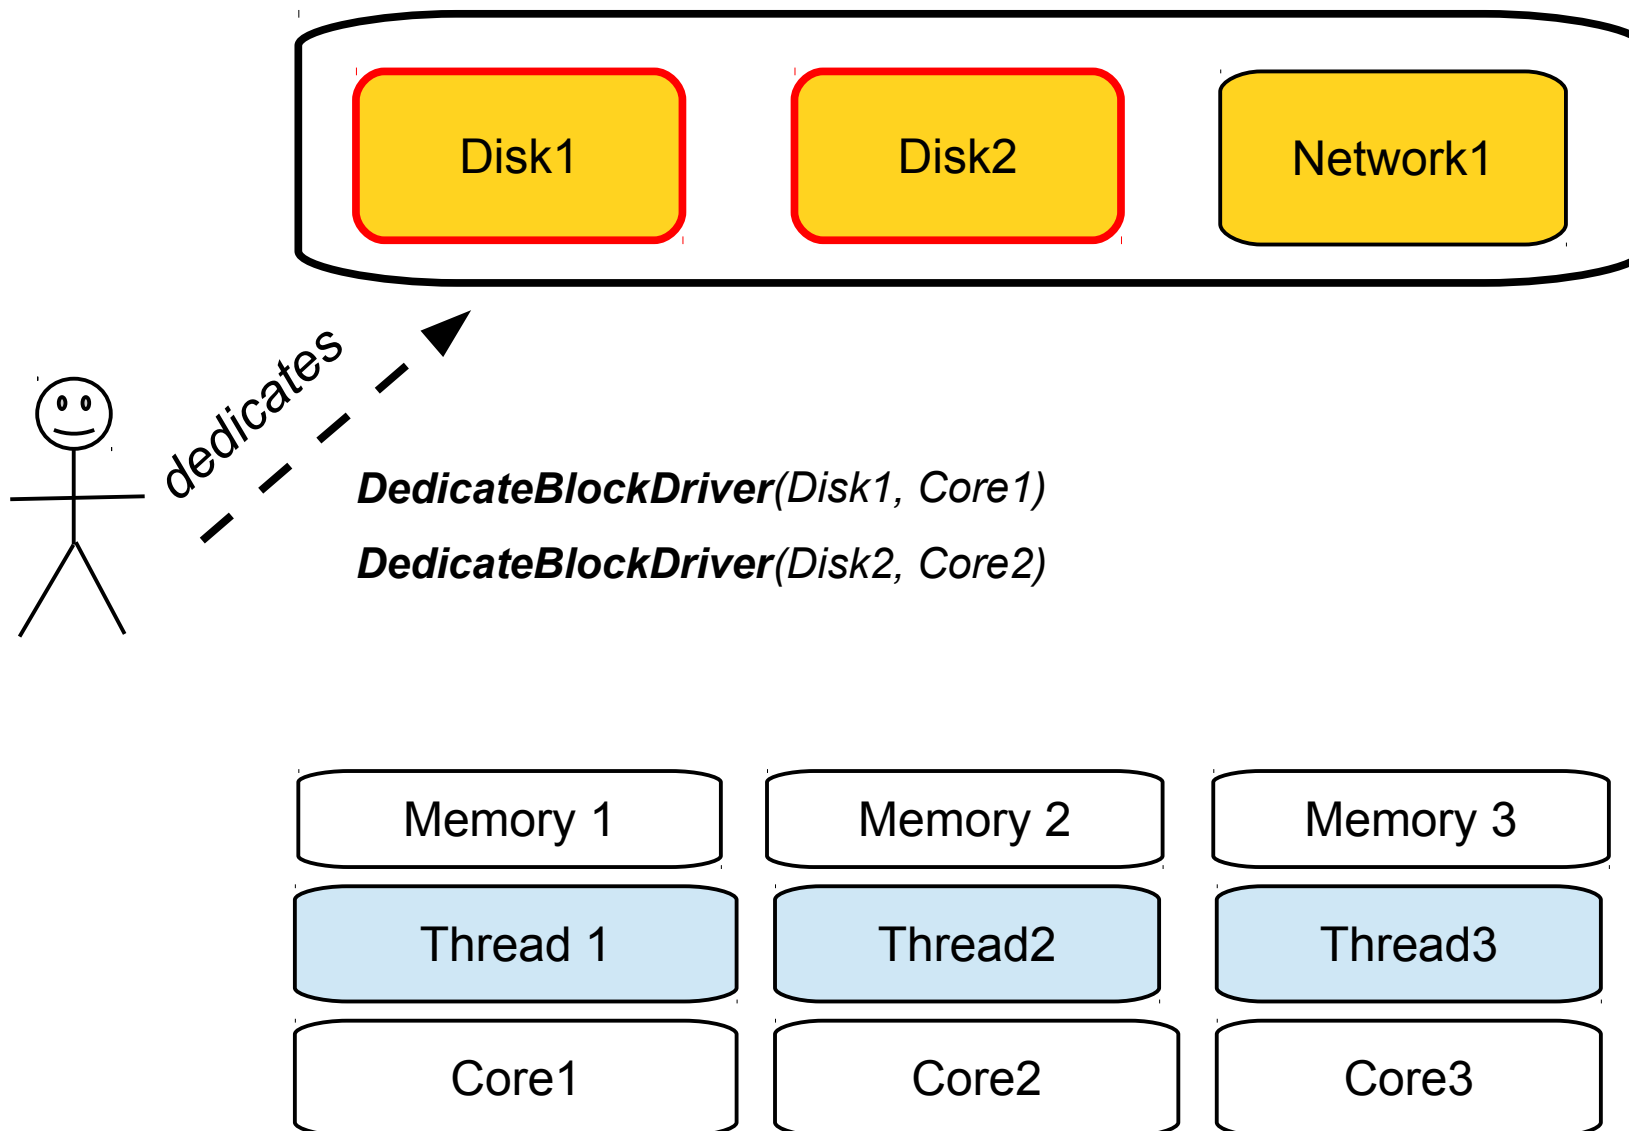 Disk1
Disk2
Network1
dedicates
DedicateBlockDriver(Disk1, Core1)
DedicateBlockDriver(Disk2, Core2)
Memory 1
Memory 2
Memory 3
Thread 1
Thread2
Thread3
Core1
Core2
Core3